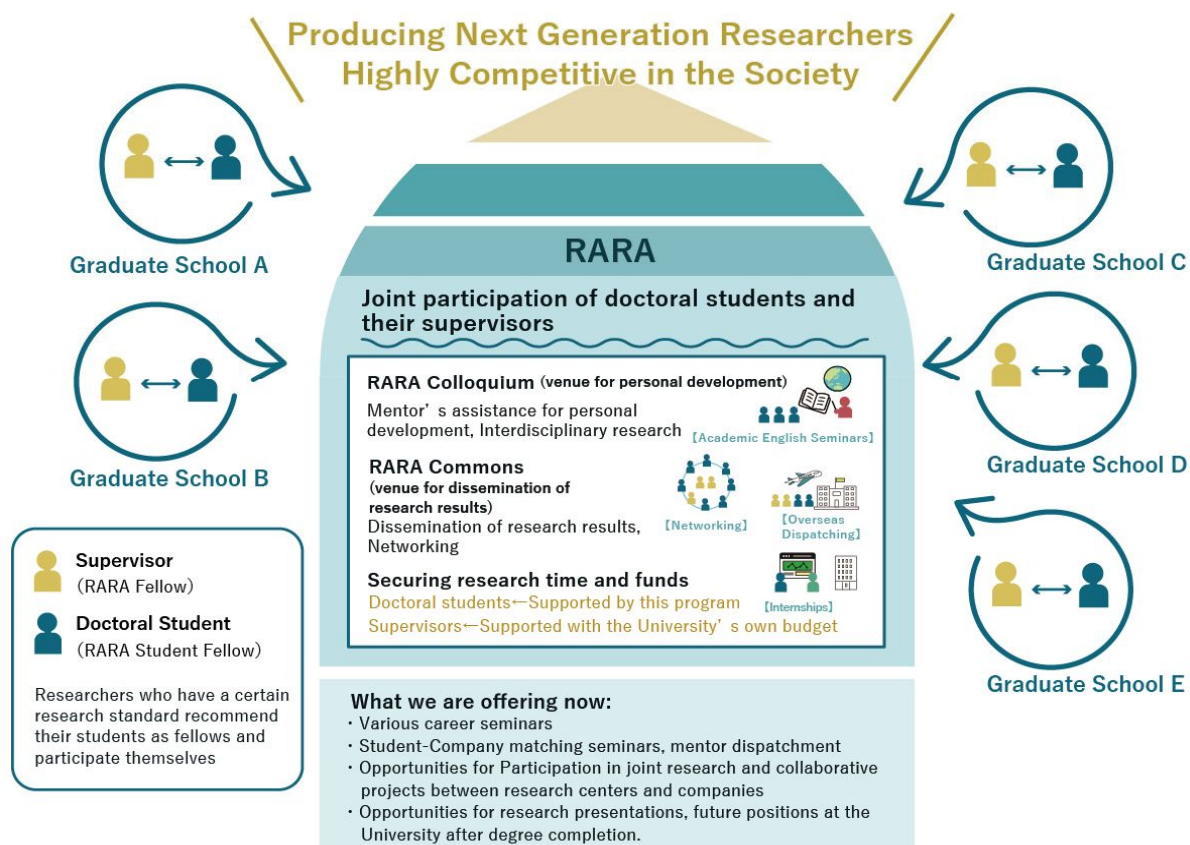 Producing Next Generation Researchers
Highly Competitive in the Society
Graduate School A
Graduate School B
Graduate School C
Graduate School D
Graduate School E
RARA
Joint participation of doctoral students and
their supervisors
RARA Colloquium (venue for personal development)
Mentor's assistance for personal
development, Interdisciplinary research
【Academic English Seminars】
RARA Commons
(venue for dissemination of
research results)
Dissemination of research results,
Networking
【Networking】
【Overseas
Dispatching】
Securing research time and funds
Doctoral students←Supported by this program
Supervisors←Supported with the University's own budget
【Internships】
Supervisor
(RARA Fellow)
Doctoral Student
(RARA Student Fellow)
Researchers who have a certain
research standard recommend
their students as fellows and
participate themselves
What we are offering now:
・Various career seminars
・Student-Company matching seminars, mentor dispatchment
・Opportunities for Participation in joint research and collaborative
projects between research centers and companies
・Opportunities for research presentations, future positions at the
University after degree completion.